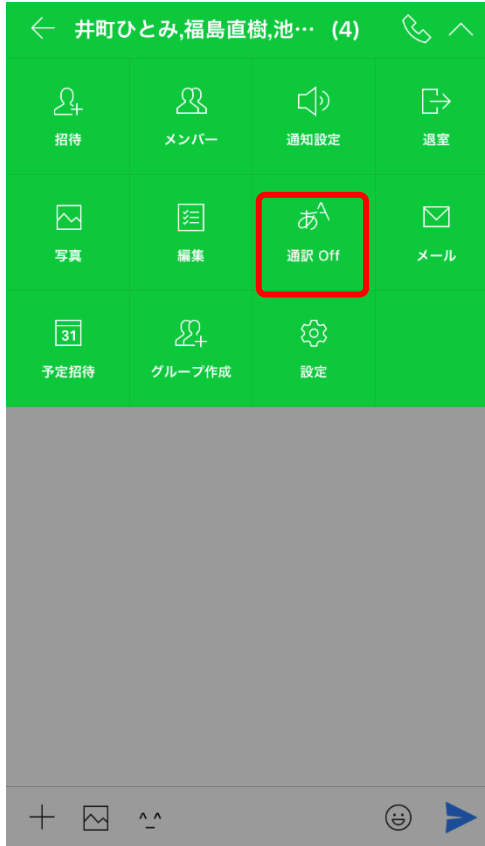 井町ひとみ,福島直樹,池… (4)
招待
メンバー
通知設定
退室
写真
編集
あA
通訳 Off
メール
31
予定招待
グループ作成
設定
^_^